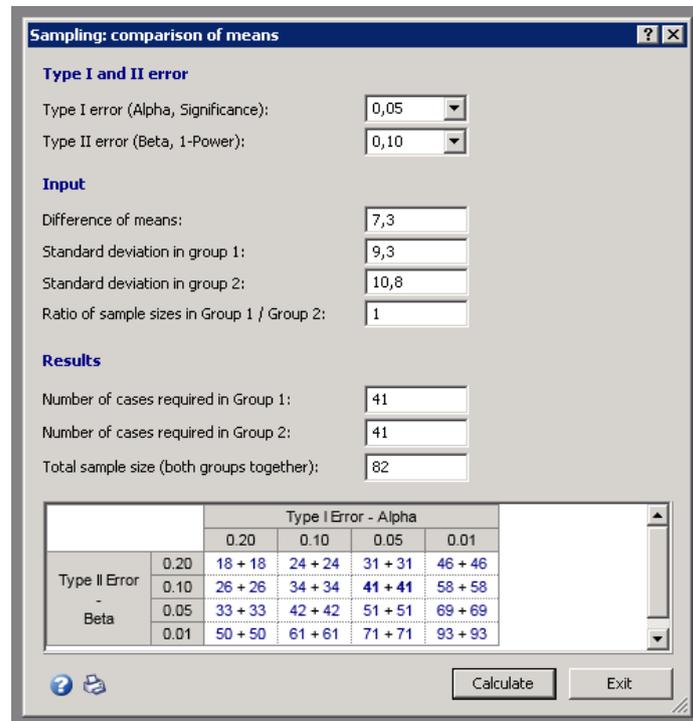 Sampling: comparison of means
Type I and II error
Type I error (Alpha, Significance): 0,05
Type II error (Beta, 1-Power): 0,10
Input
Difference of means: 7,3
Standard deviation in group 1: 9,3
Standard deviation in group 2: 10,8
Ratio of sample sizes in Group 1 / Group 2: 1
Results
Number of cases required in Group 1: 41
Number of cases required in Group 2: 41
Total sample size (both groups together): 82
Type I Error - Alpha
0.20 0.10 0.05 0.01
Type II Error - Beta
0.20 18 + 18 24 + 24 31 + 31 46 + 46
0.10 26 + 26 34 + 34 41 + 41 58 + 58
0.05 33 + 33 42 + 42 51 + 51 69 + 69
0.01 50 + 50 61 + 61 71 + 71 93 + 93
Calculate Exit